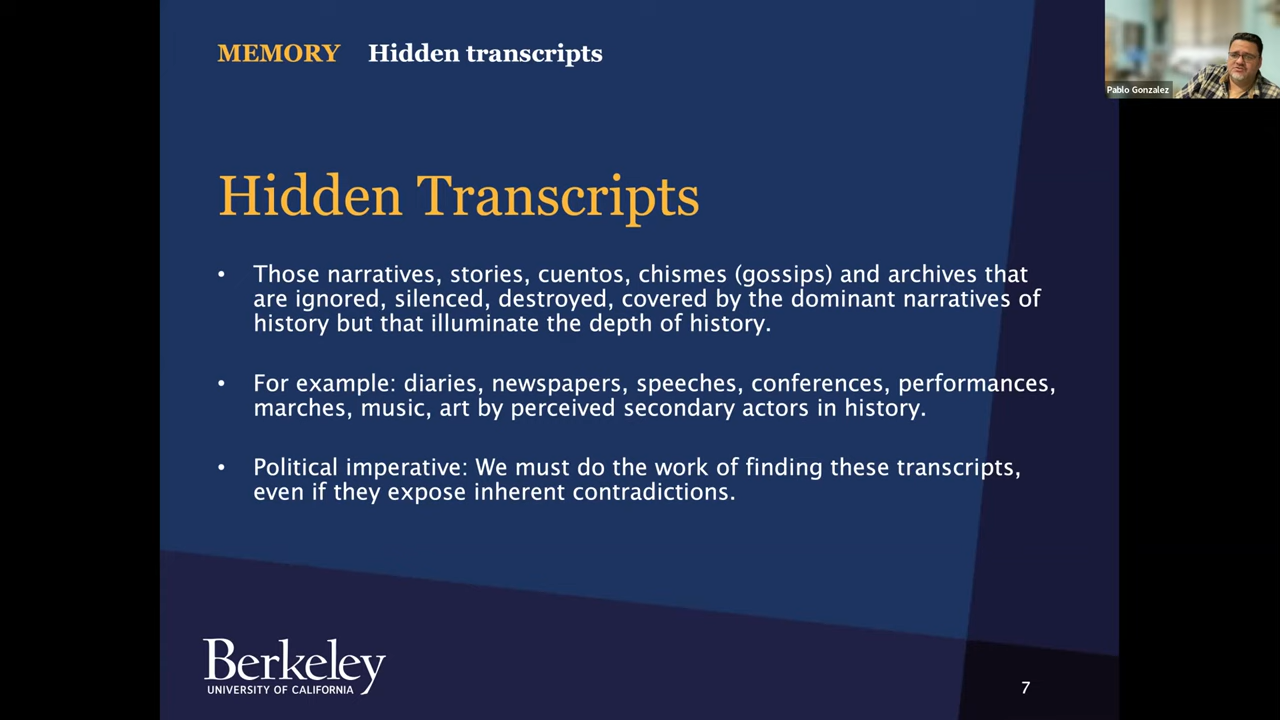 MEMORY Hidden transcripts
Pablo Gonzalez
Hidden Transcripts
• Those narratives, stories, cuentos, chismes (gossips) and archives that
are ignored, silenced, destroyed, covered by the dominant narratives of
history but that illuminate the depth of history.
• For example: diaries, newspapers, speeches, conferences, performances,
marches, music, art by perceived secondary actors in history.
• Political imperative: We must do the work of finding these transcripts,
even if they expose inherent contradictions.
Berkeley
UNIVERSITY OF CALIFORNIA
7